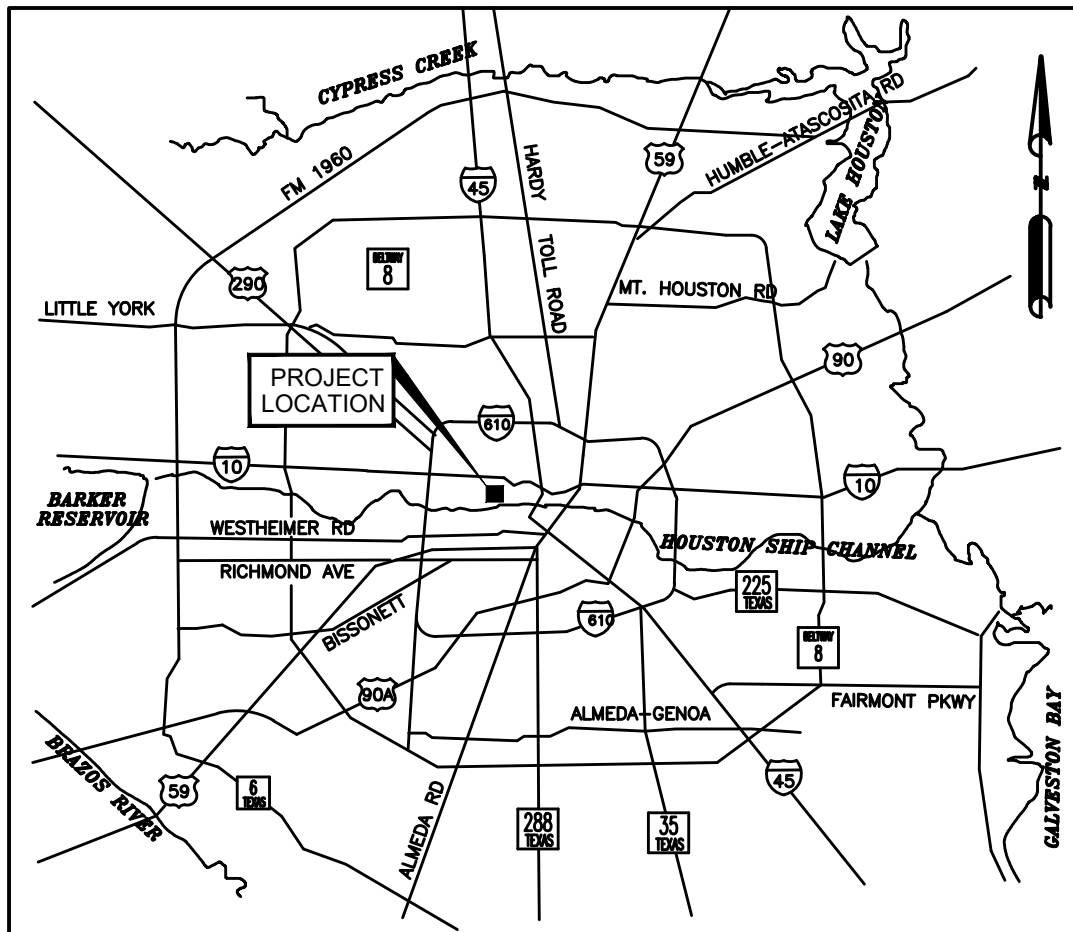 CYPRESS CREEK
HUMBLE-ATASCOSITA RD
59
HARDY
TOLL ROAD
FM 1960
45
LAKE HOUSTON
N
BELTWAY
8
290
MT. HOUSTON RD
LITTLE YORK
90
PROJECT
LOCATION
610
10
10
BARKER
RESERVOIR
WESTHEIMER RD
HOUSTON SHIP CHANNEL
RICHMOND AVE
225
TEXAS
BISSONETT
610
BELTWAY
8
90A
FAIRMONT PKWY
ALMEDA-GENOA
GALVESTON BAY
BRAZOS RIVER
59
6
TEXAS
45
ALMEDA RD
288
TEXAS
35
TEXAS